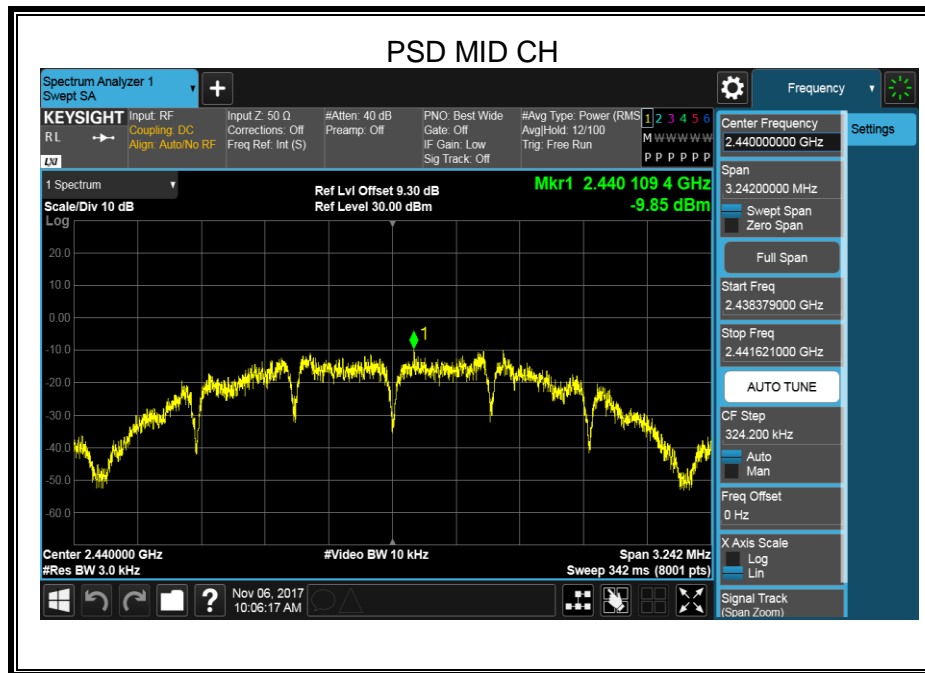 PSD MID CH
Spectrum Analyzer 1
Swept SA
+
Frequency
KEYSIGHT
RL
LXI
Input: RF
Coupling: DC
Align: Auto/No RF
Input Z: 50 Ω
Corrections: Off
Freq Ref: Int (S)
#Atten: 40 dB
Preamp: Off
PNO: Best Wide
Gate: Off
IF Gain: Low
Sig Track: Off
#Avg Type: Power (RMS
Avg|Hold: 12/100
Trig: Free Run
1 2 3 4 5 6
M W W W W W
P P P P P P
Center Frequency
2.440000000 GHz
Settings
Span
3.24200000 MHz
Swept Span
Zero Span
Full Span
Start Freq
2.438379000 GHz
Stop Freq
2.441621000 GHz
AUTO TUNE
CF Step
324.200 kHz
Auto
Man
Freq Offset
0 Hz
X Axis Scale
Log
Lin
Signal Track
(Span Zoom)
1 Spectrum
Scale/Div 10 dB
Ref Lvl Offset 9.30 dB
Ref Level 30.00 dBm
Mkr1 2.440 109 4 GHz
-9.85 dBm
Log
20.0
10.0
0.00
-10.0
-20.0
-30.0
-40.0
-50.0
-60.0
1
Center 2.440000 GHz
#Res BW 3.0 kHz
#Video BW 10 kHz
Span 3.242 MHz
Sweep 342 ms (8001 pts)
?
Nov 06, 2017
10:06:17 AM